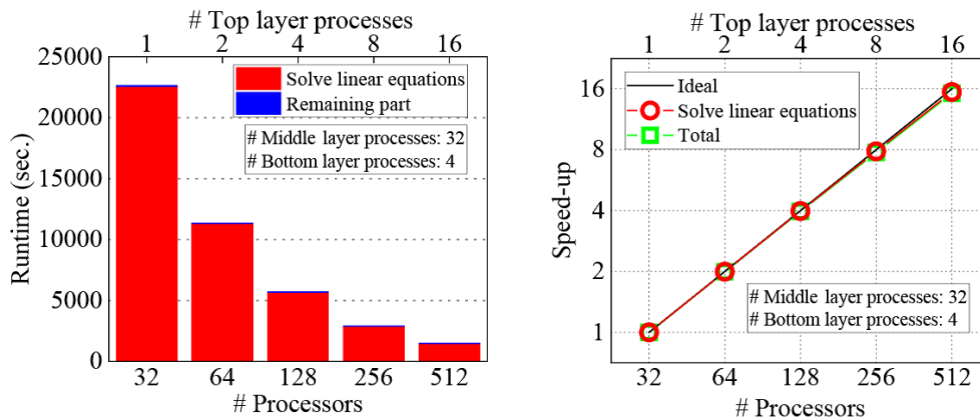 # Top layer processes
1 2 4 8 16
25000
20000
15000
10000
5000
0
Runtime (sec.)
Solve linear equations
Remaining part
# Middle layer processes: 32
# Bottom layer processes: 4
32 64 128 256 512
# Processors
# Top layer processes
1 2 4 8 16
16
8
4
2
1
Speed-up
Ideal
Solve linear equations
Total
# Middle layer processes: 32
# Bottom layer processes: 4
32 64 128 256 512
# Processors